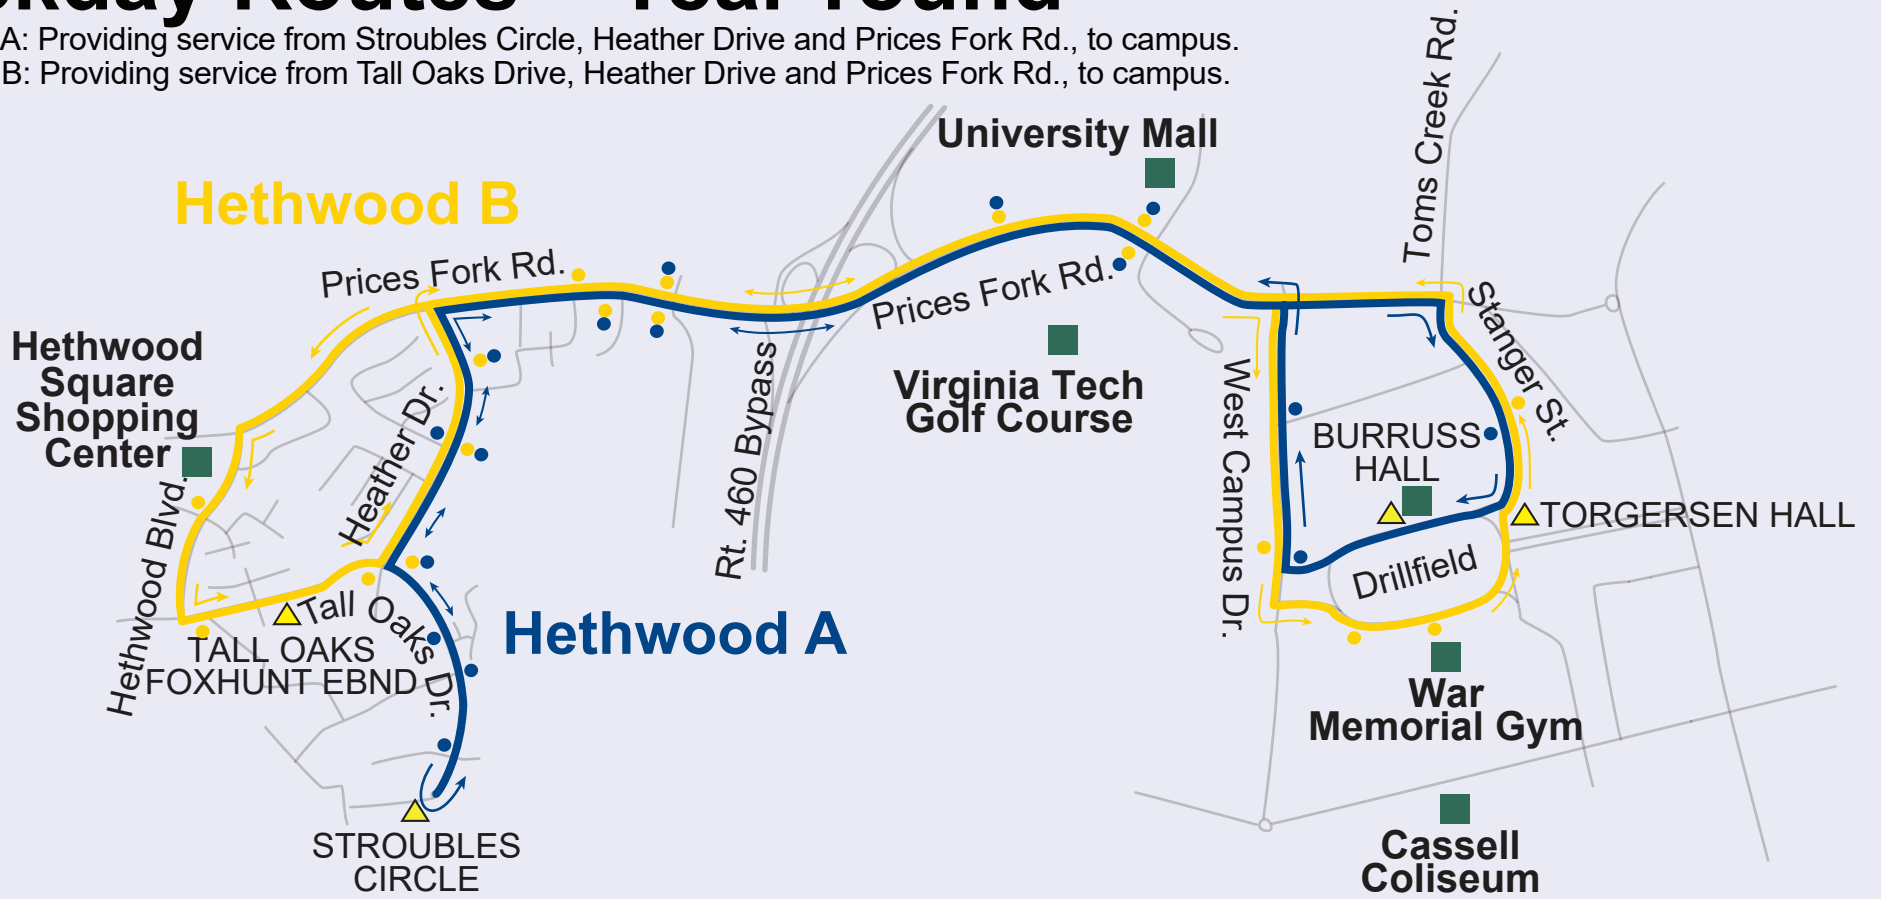 A: Providing service from Stroubles Circle, Heather Drive and Prices Fork Rd., to campus.
B: Providing service from Tall Oaks Drive, Heather Drive and Prices Fork Rd., to campus.
Toms Creek Rd.
University Mall
Hethwood B
Prices Fork Rd.
Prices Fork Rd.
Stanger St.
Hethwood
Square
Shopping
Center
Rt. 460 Bypass
Virginia Tech
Golf Course
West Campus Dr.
Heather Dr.
BURRUSS
HALL
TORGERSEN HALL
Hethwood Blvd.
Drillfield
Tall Oaks Dr.
Hethwood A
TALL OAKS
FOXHUNT EBND
War
Memorial Gym
STROUBLES
CIRCLE
Cassell
Coliseum